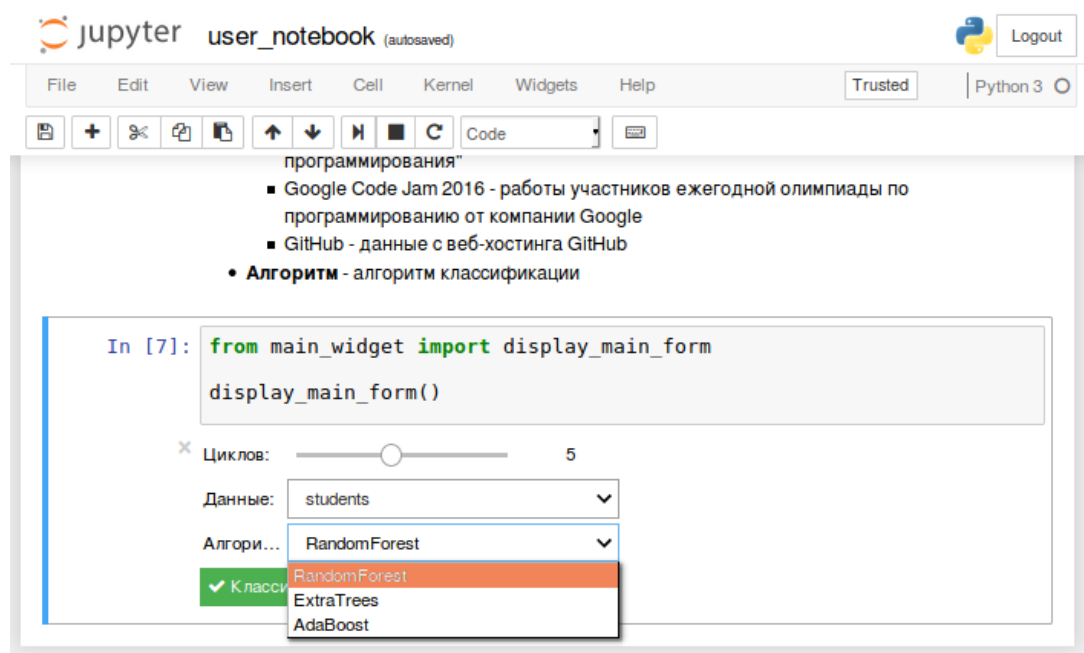 jupyter user_notebook (autosaved) Logout
File Edit View Insert Cell Kernel Widgets Help Trusted Python 3
Code
программирования"
Google Code Jam 2016 - работы участников ежегодной олимпиады по
программированию от компании Google
GitHub - данные с веб-хостинга GitHub
Алгоритм - алгоритм классификации
In [7]: from main_widget import display_main_form
display_main_form()
Циклов: 5
Данные: students
Алгори... RandomForest
RandomForest
✔ Класси
ExtraTrees
AdaBoost